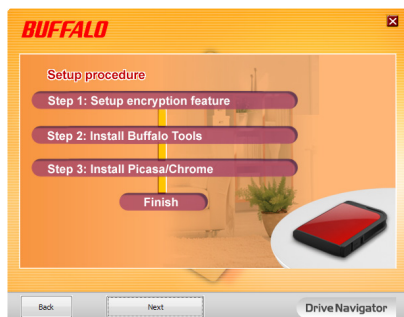 BUFFALO
Setup procedure
Step 1: Setup encryption feature
Step 2: Install Buffalo Tools
Step 3: Install Picasa/Chrome
Finish
Back
Next
DriveNavigator